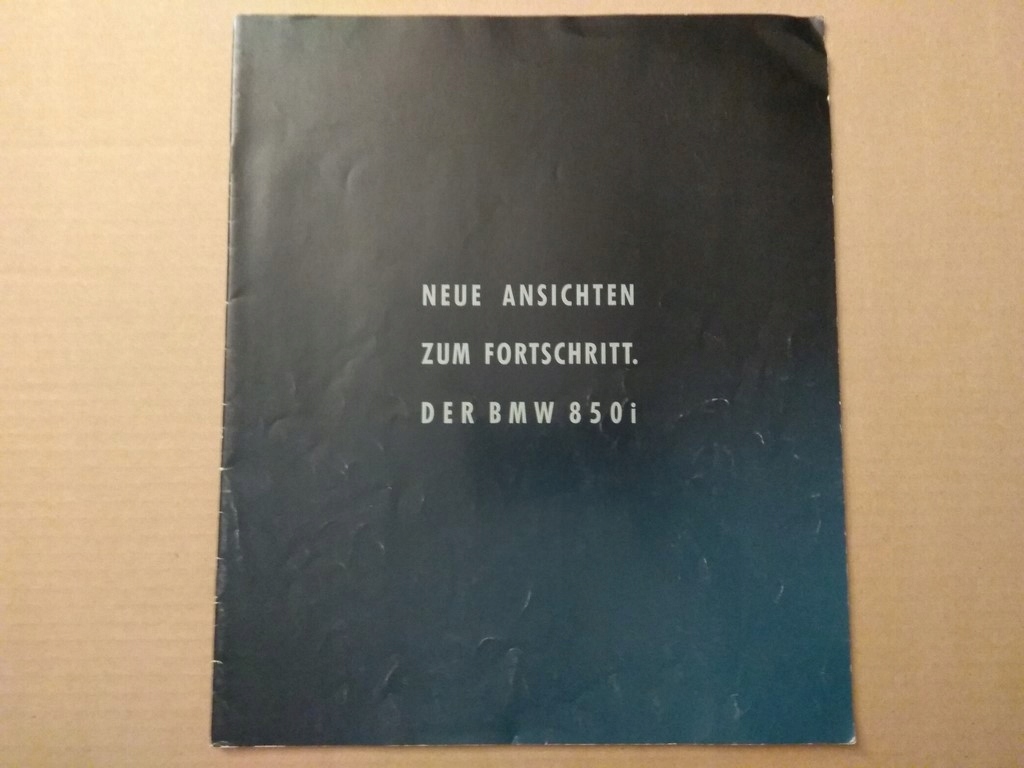 NEUE ANSICHTEN
ZUM FORTSCHRITT.
DER BMW 850i